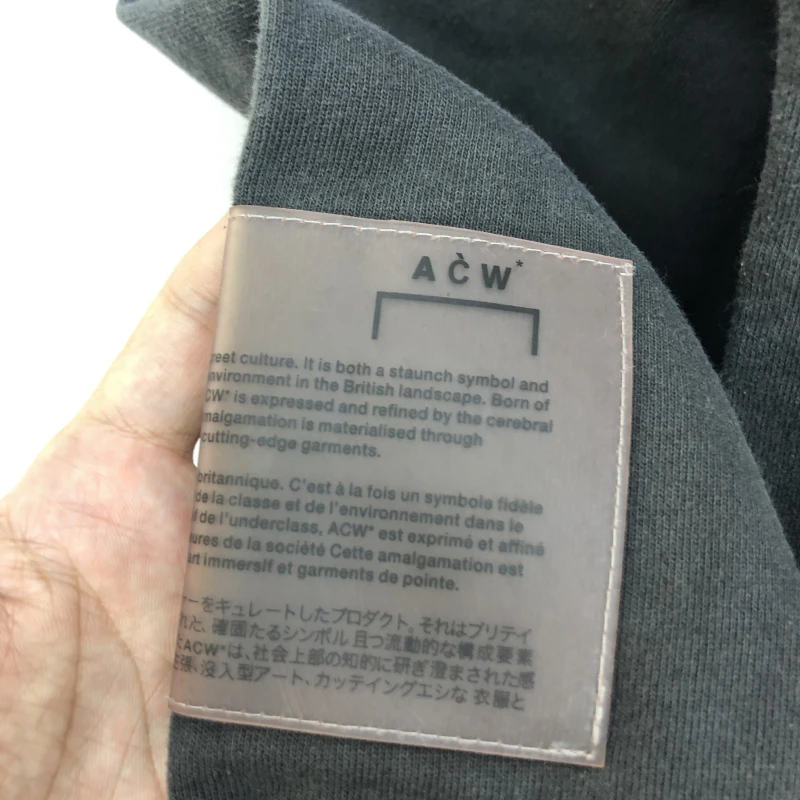 ACW*
reet culture. It is both a staunch symbol and
nvironment in the British landscape. Born of
CW* is expressed and refined by the cerebral
malgamation is materialised through
cutting-edge garments.
britannique. C'est à la fois un symbole fidèle
de la classe et de l'environnement dans le
de l'underclass, ACW* est exprimé et affiné
ures de la société Cette amalgamation est
art immersif et garments de pointe.
ァーをキュレートしたプロダクト。それはブリティ
れた、確固たるシンボル 且つ流動的な構成要素
ACW*は、社会上部の知的に研ぎ澄まされた感
張、没入型アート、カッティングエシな 衣服と